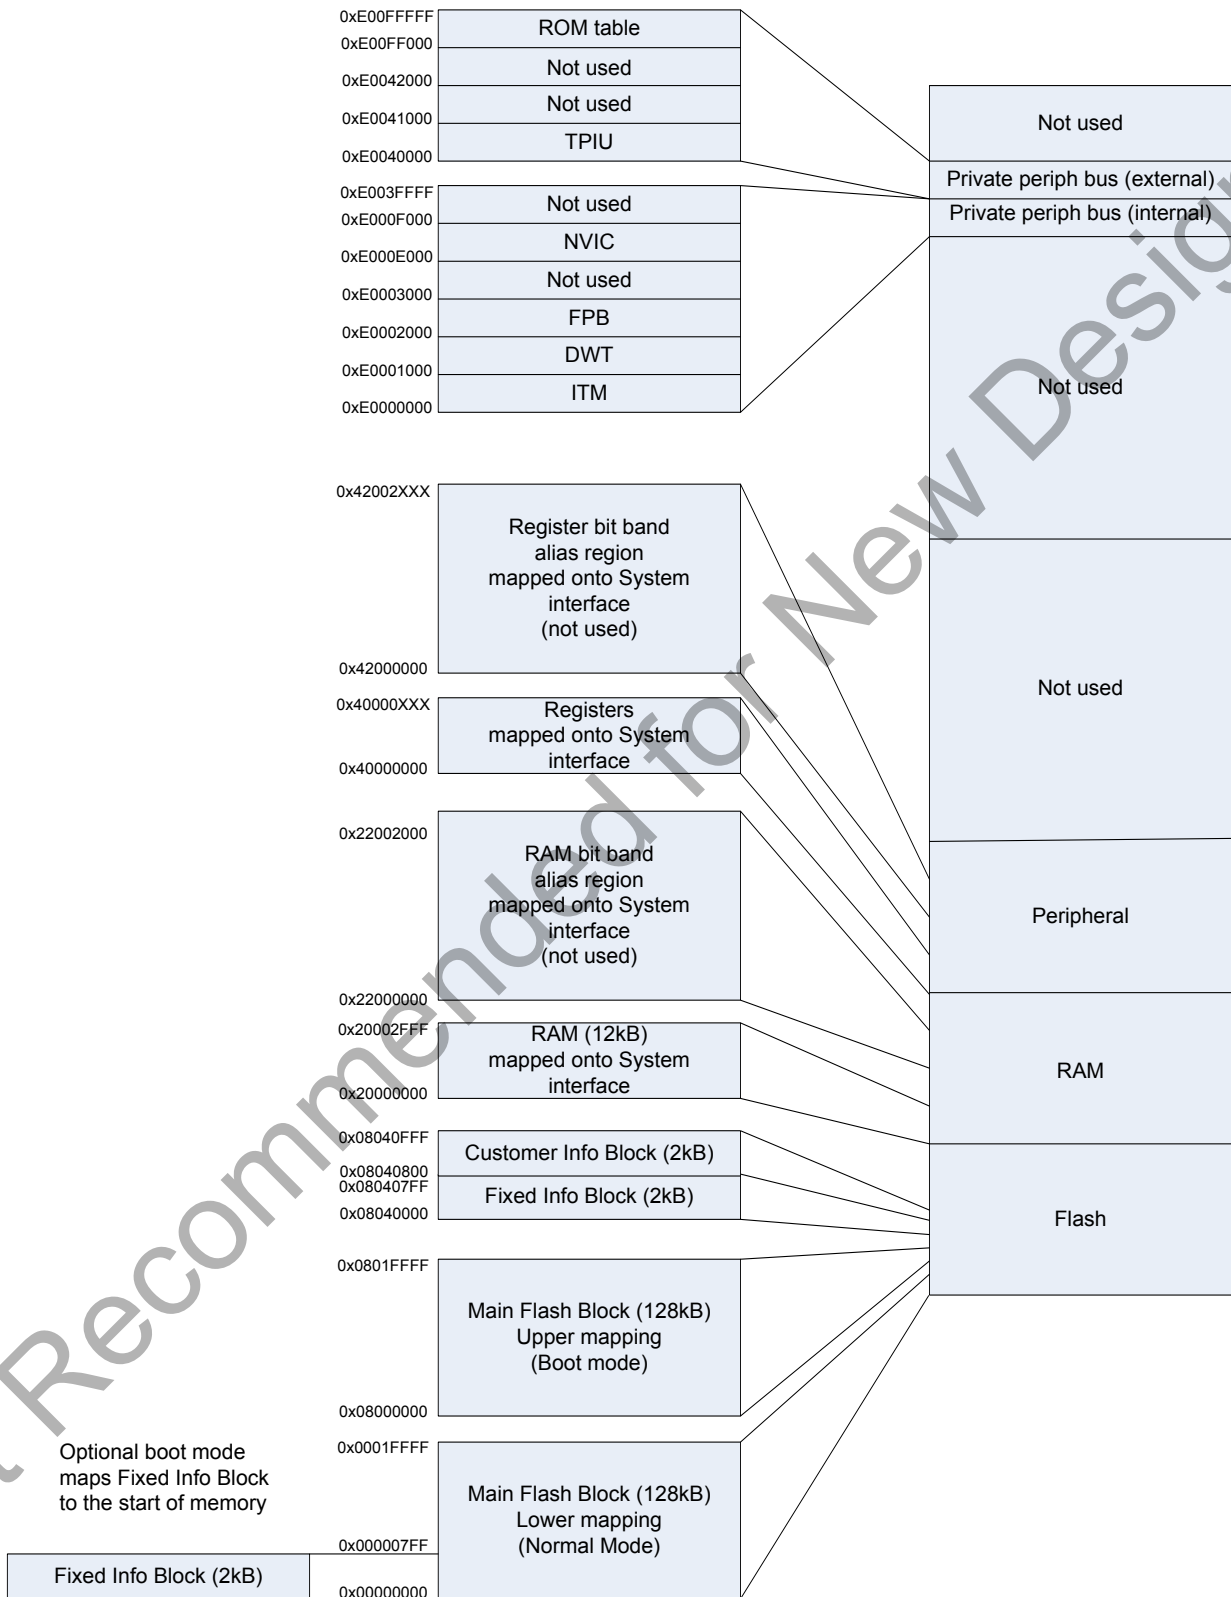 0xE00FFFFF
ROM table
0xE00FF000
Not used
0xE0042000
Not used
0xE0041000
TPIU
0xE0040000
0xE003FFFF
Not used
0xE000F000
NVIC
0xE000E000
Not used
0xE0003000
FPB
0xE0002000
DWT
0xE0001000
ITM
0xE0000000
0x42002XXX
Register bit band
alias region
mapped onto System
interface
(not used)
0x42000000
0x40000XXX
Registers
mapped onto System
interface
0x40000000
0x22002000
RAM bit band
alias region
mapped onto System
interface
(not used)
0x22000000
0x20002FFF
RAM (12kB)
mapped onto System
interface
0x20000000
0x08040FFF
Customer Info Block (2kB)
0x08040800
0x080407FF
Fixed Info Block (2kB)
0x08040000
0x0801FFFF
Main Flash Block (128kB)
Upper mapping
(Boot mode)
0x08000000
0x0001FFFF
Main Flash Block (128kB)
Lower mapping
(Normal Mode)
0x000007FF
0x00000000
Optional boot mode
maps Fixed Info Block
to the start of memory
Fixed Info Block (2kB)
Not used
Private periph bus (external)
Private periph bus (internal)
Not used
Not used
Peripheral
RAM
Flash
Recommended for New Design